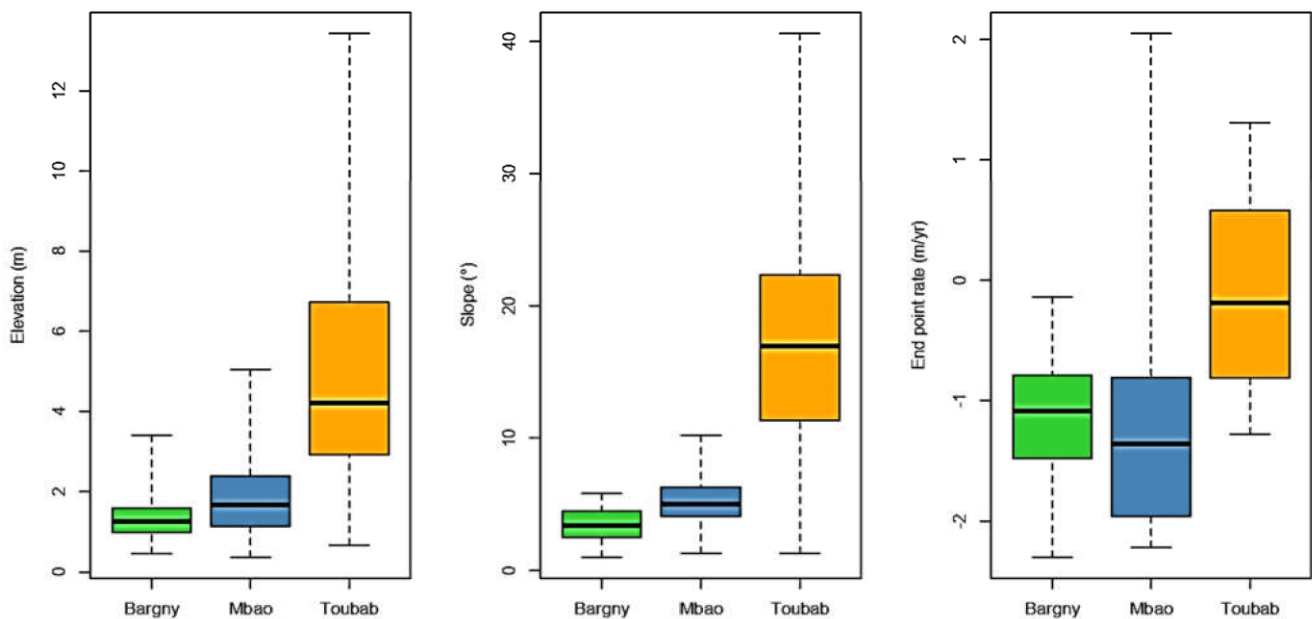 Elevation (m)
12
10
8
6
4
2
0
Bargny Mbao Toubab
Slope (°)
40
30
20
10
0
Bargny Mbao Toubab
End point rate (m/yr)
2
1
0
-1
-2
Bargny Mbao Toubab